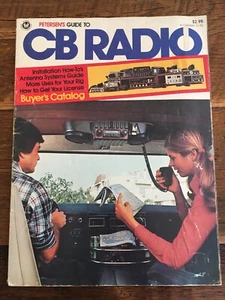 PETERSEN'S GUIDE TO
$2.95
CB RADIO
Installation How-To's
Antenna Systems Guide
More Uses for Your Rig
How to Get Your License
Buyer's Catalog